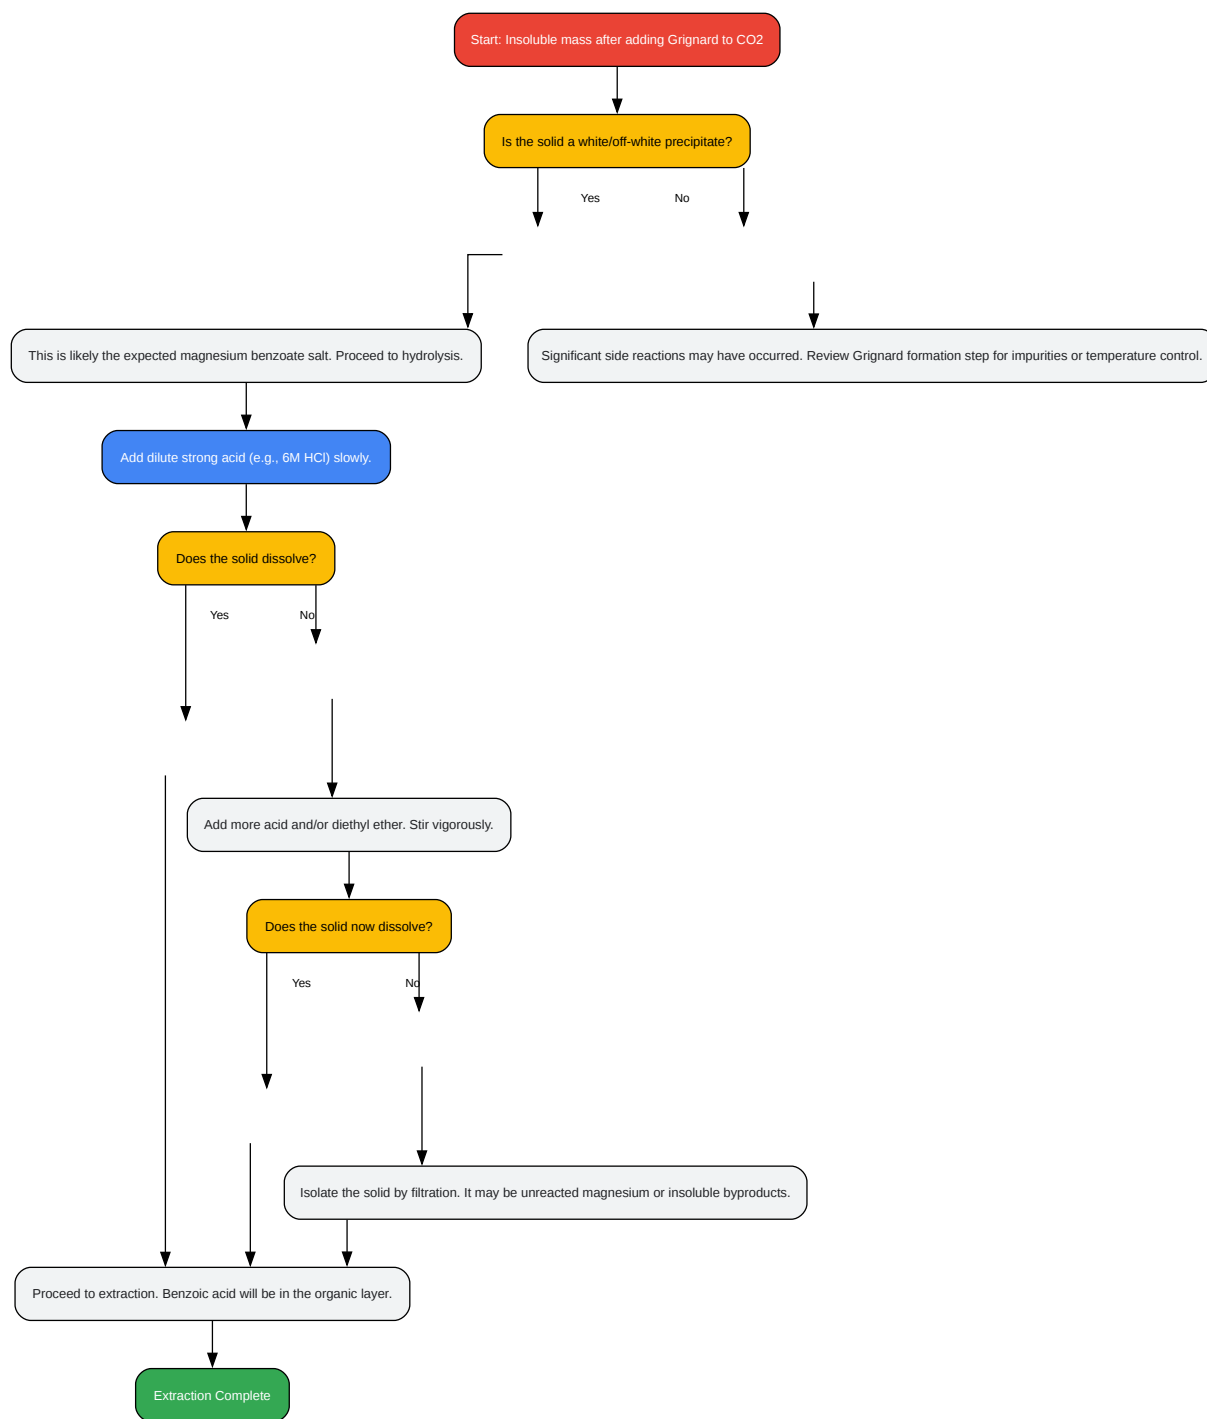 Start: Insoluble mass after adding Grignard to CO2
Is the solid a white/off-white precipitate?
Yes
No
This is likely the expected magnesium benzoate salt. Proceed to hydrolysis.
Significant side reactions may have occurred. Review Grignard formation step for impurities or temperature control.
Add dilute strong acid (e.g., 6M HCl) slowly.
Does the solid dissolve?
Yes
No
Add more acid and/or diethyl ether. Stir vigorously.
Does the solid now dissolve?
Yes
No
Isolate the solid by filtration. It may be unreacted magnesium or insoluble byproducts.
Proceed to extraction. Benzoic acid will be in the organic layer.
Extraction Complete